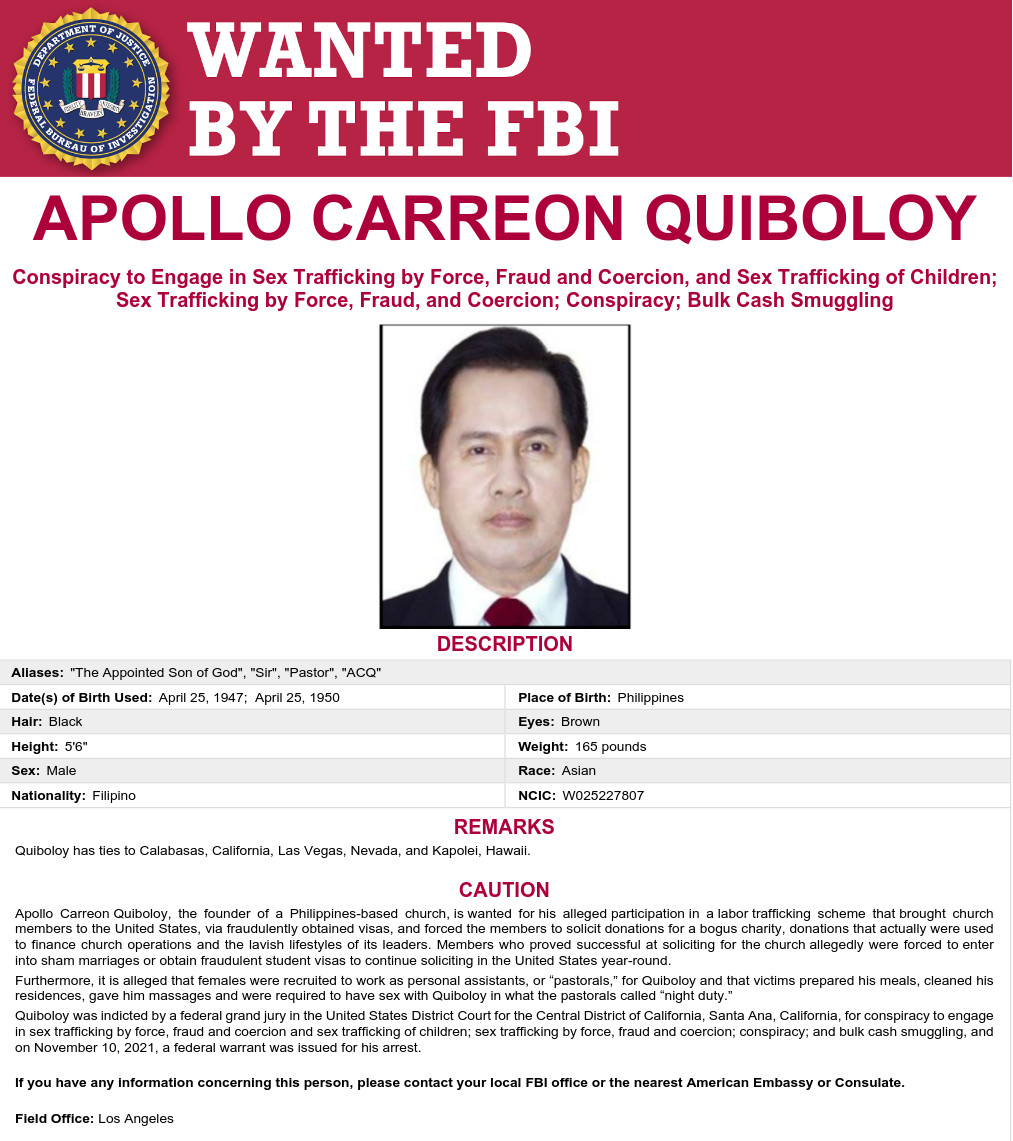 DEPARTMENT OF JUSTICE
FEDERAL BUREAU OF INVESTIGATION
WANTED
BY THE FBI
APOLLO CARREON QUIBOLOY
Conspiracy to Engage in Sex Trafficking by Force, Fraud and Coercion, and Sex Trafficking of Children;
Sex Trafficking by Force, Fraud, and Coercion; Conspiracy; Bulk Cash Smuggling
DESCRIPTION
Aliases: "The Appointed Son of God", "Sir", "Pastor", "ACQ"
Date(s) of Birth Used: April 25, 1947; April 25, 1950 Place of Birth: Philippines
Hair: Black Eyes: Brown
Height: 5'6" Weight: 165 pounds
Sex: Male Race: Asian
Nationality: Filipino NCIC: W025227807
REMARKS
Quiboloy has ties to Calabasas, California, Las Vegas, Nevada, and Kapolei, Hawaii.
CAUTION
Apollo Carreon Quiboloy, the founder of a Philippines-based church, is wanted for his alleged participation in a labor trafficking scheme that brought church
members to the United States, via fraudulently obtained visas, and forced the members to solicit donations for a bogus charity, donations that actually were used
to finance church operations and the lavish lifestyles of its leaders. Members who proved successful at soliciting for the church allegedly were forced to enter
into sham marriages or obtain fraudulent student visas to continue soliciting in the United States year-round.
Furthermore, it is alleged that females were recruited to work as personal assistants, or “pastorals,” for Quiboloy and that victims prepared his meals, cleaned his
residences, gave him massages and were required to have sex with Quiboloy in what the pastorals called “night duty.”
Quiboloy was indicted by a federal grand jury in the United States District Court for the Central District of California, Santa Ana, California, for conspiracy to engage
in sex trafficking by force, fraud and coercion and sex trafficking of children; sex trafficking by force, fraud and coercion; conspiracy; and bulk cash smuggling, and
on November 10, 2021, a federal warrant was issued for his arrest.
If you have any information concerning this person, please contact your local FBI office or the nearest American Embassy or Consulate.
Field Office: Los Angeles